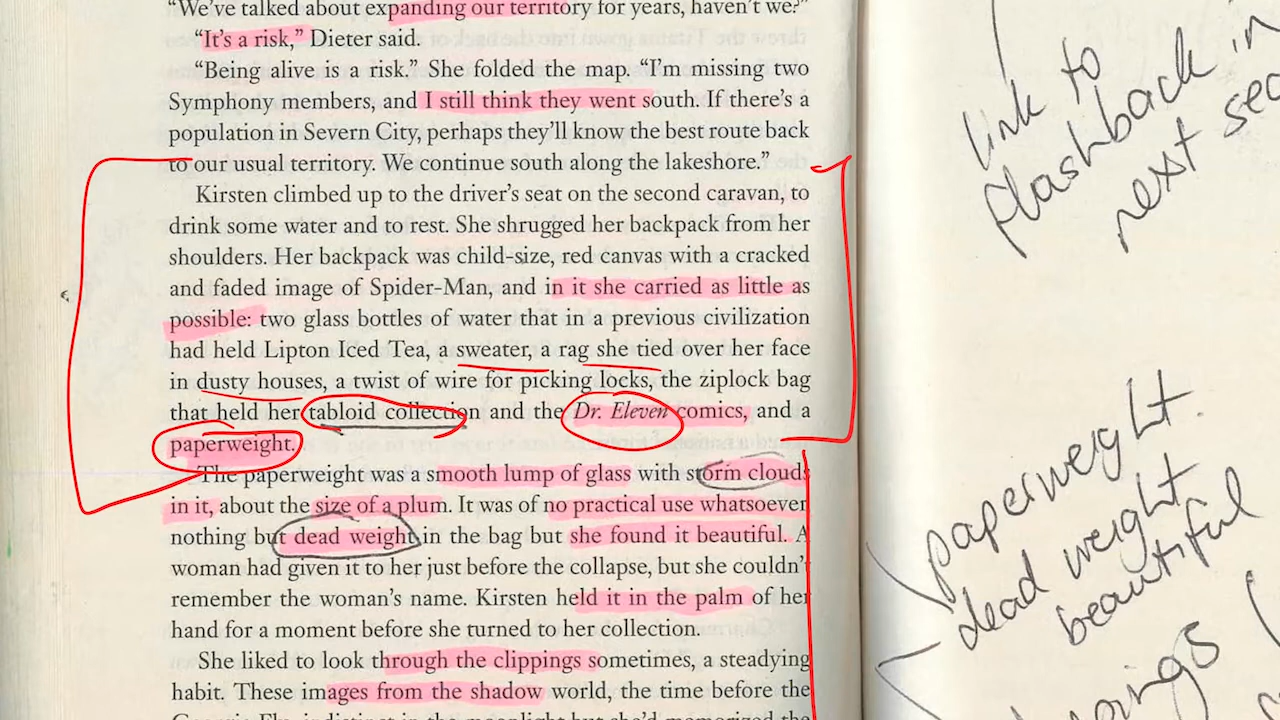 “We’ve talked about expanding our territory for years, haven’t we?”
“It’s a risk,” Dieter said.
“Being alive is a risk.” She folded the map. “I’m missing two
Symphony members, and I still think they went south. If there’s a
population in Severn City, perhaps they’ll know the best route back
to our usual territory. We continue south along the lakeshore.”
Kirsten climbed up to the driver’s seat on the second caravan, to
drink some water and to rest. She shrugged her backpack from her
shoulders. Her backpack was child-size, red canvas with a cracked
and faded image of Spider-Man, and in it she carried as little as
possible: two glass bottles of water that in a previous civilization
had held Lipton Iced Tea, a sweater, a rag she tied over her face
in dusty houses, a twist of wire for picking locks, the ziplock bag
that held her tabloid collection and the Dr. Eleven comics, and a
paperweight.
The paperweight was a smooth lump of glass with storm clouds
in it, about the size of a plum. It was of no practical use whatsoever
nothing but dead weight in the bag but she found it beautiful. A
woman had given it to her just before the collapse, but she couldn’t
remember the woman’s name. Kirsten held it in the palm of her
hand for a moment before she turned to her collection.
She liked to look through the clippings sometimes, a steadying
habit. These images from the shadow world, the time before the
indistinct in the moonlight but she’d memorized the
link to
flashback in
next
paperweight.
dead weight.
beautiful